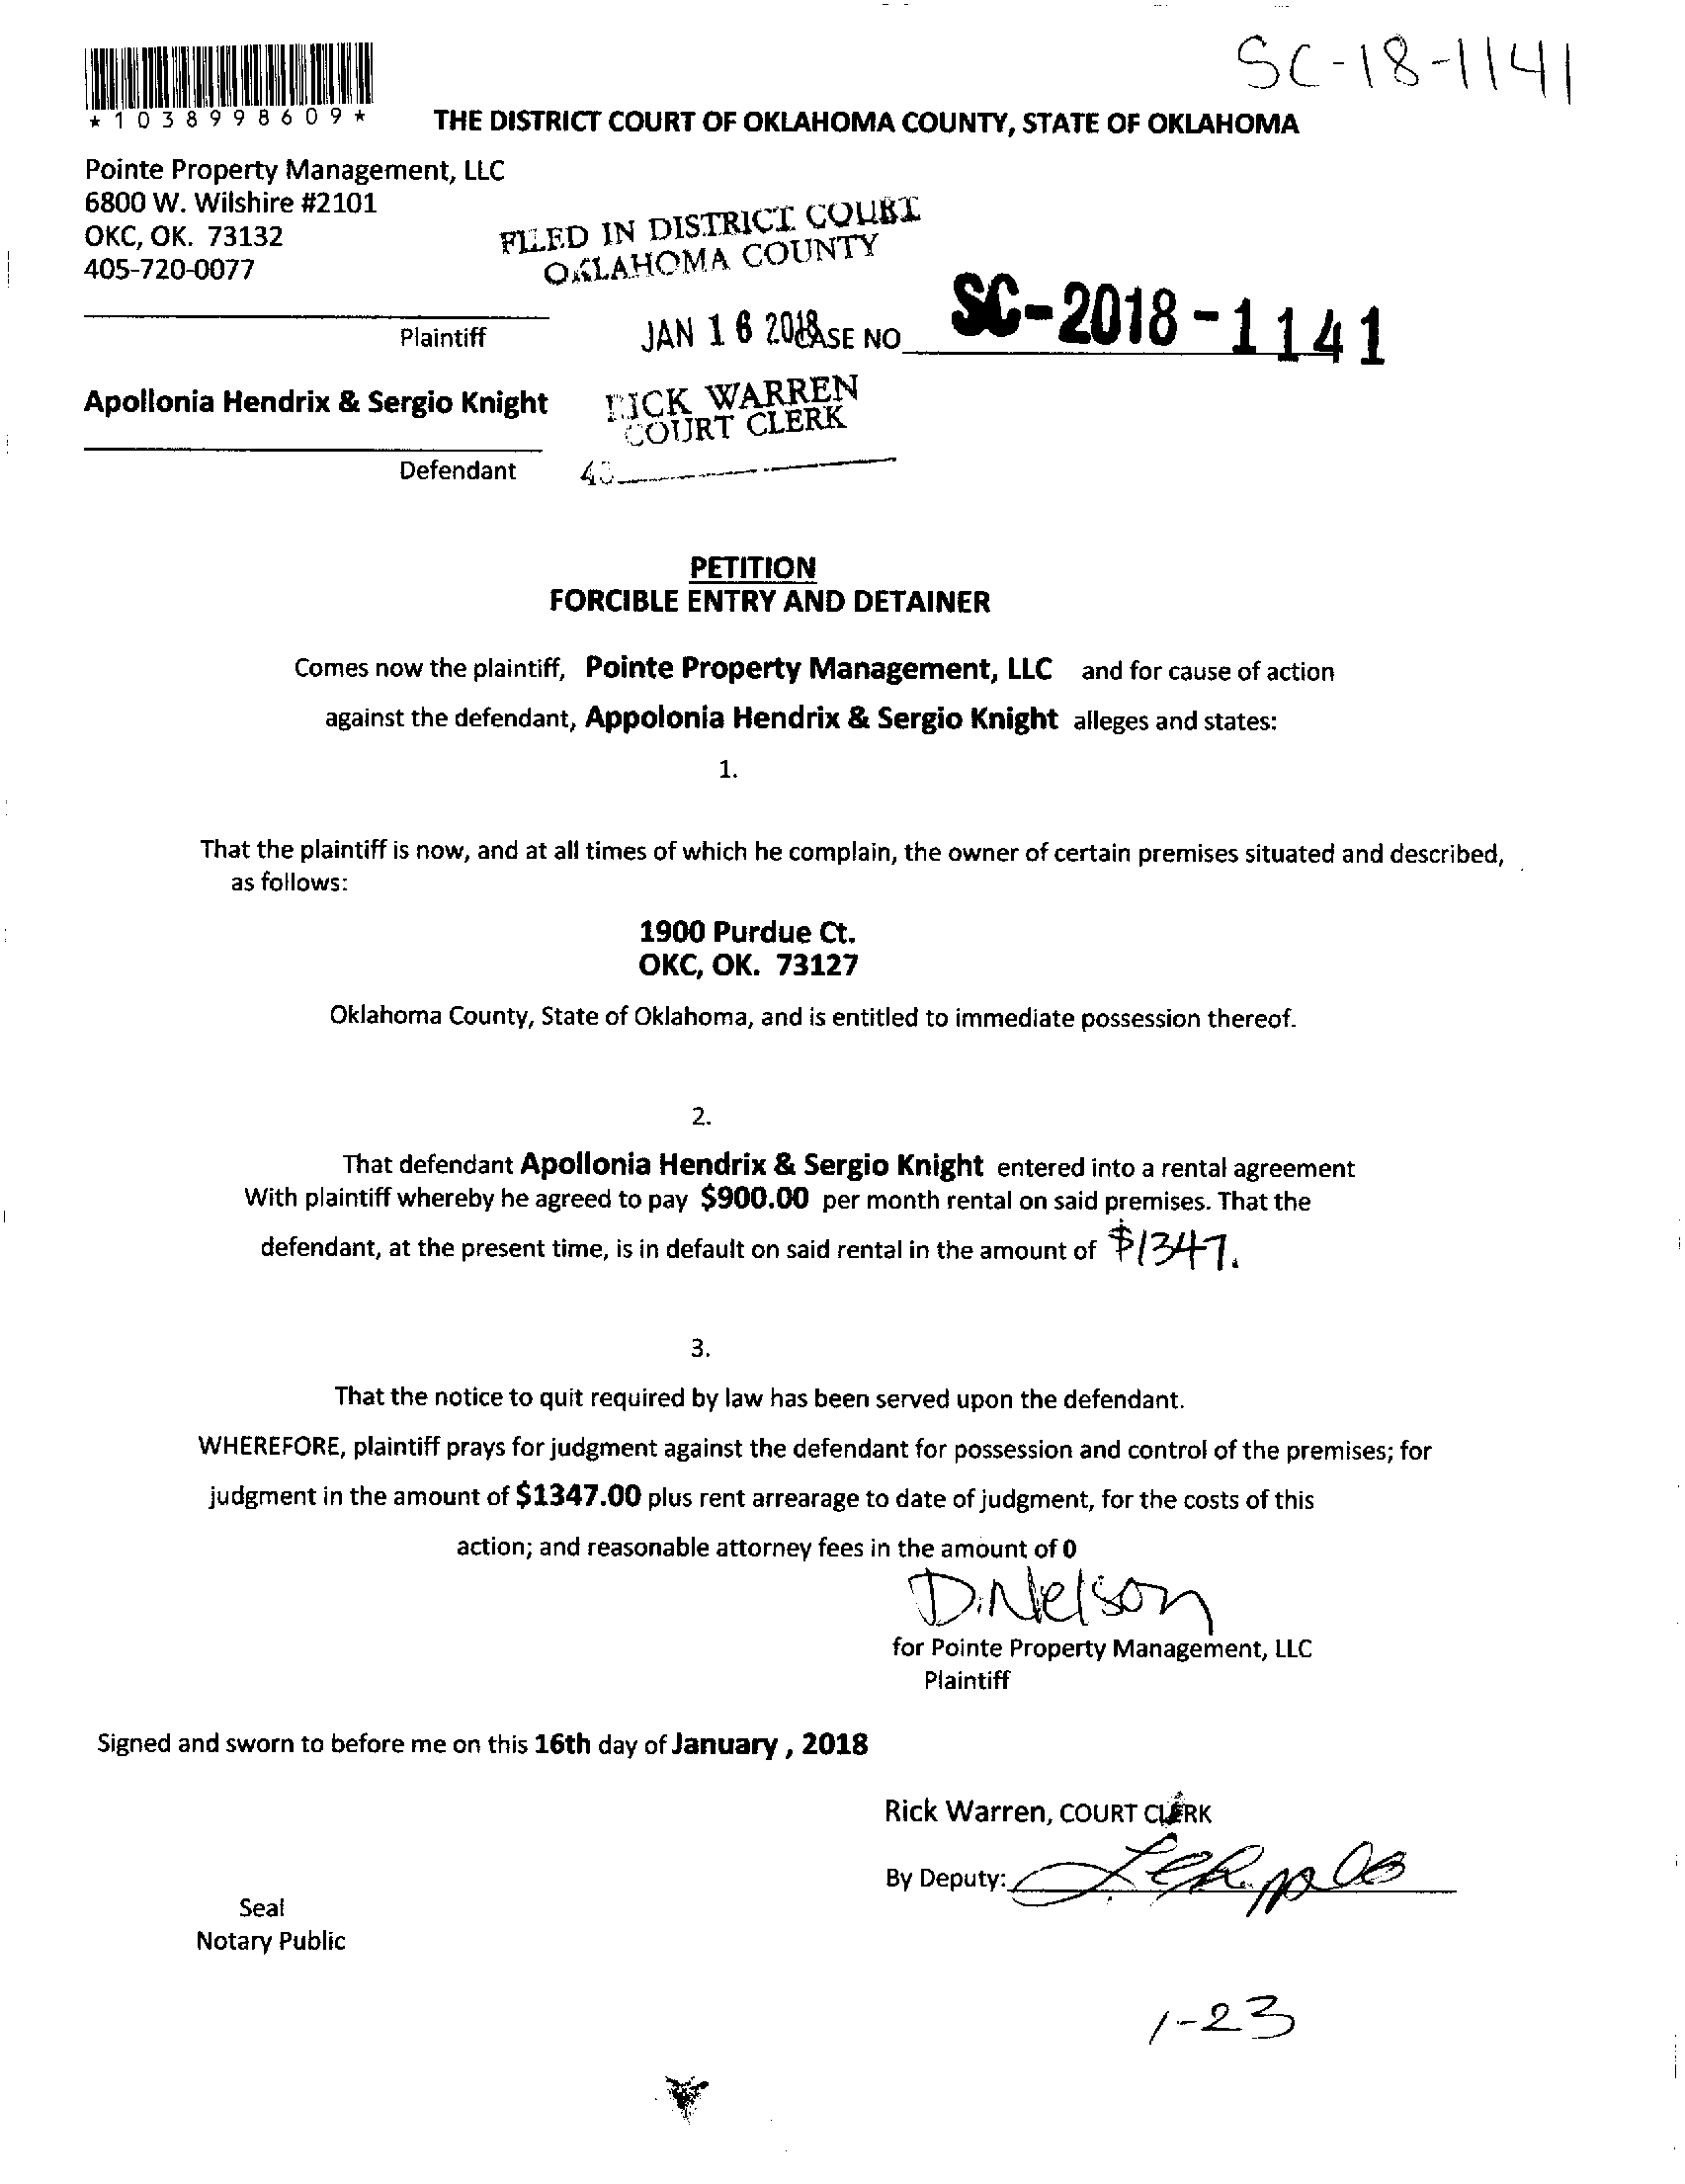 SC-18-1141
*1038998609*
THE DISTRICT COURT OF OKLAHOMA COUNTY, STATE OF OKLAHOMA
Pointe Property Management, LLC
6800 W. Wilshire #2101
OKC, OK. 73132
405-720-0077
FILED IN DISTRICT COURT
OKLAHOMA COUNTY
Plaintiff
JAN 16 2018
CASE NO
SC-2018-1141
Apollonia Hendrix & Sergio Knight
RICK WARREN
COURT CLERK
Defendant
PETITION
FORCIBLE ENTRY AND DETAINER
Comes now the plaintiff, Pointe Property Management, LLC and for cause of action
against the defendant, Appolonia Hendrix & Sergio Knight alleges and states:
1.
That the plaintiff is now, and at all times of which he complain, the owner of certain premises situated and described,
as follows:
1900 Purdue Ct.
OKC, OK. 73127
Oklahoma County, State of Oklahoma, and is entitled to immediate possession thereof.
2.
That defendant Apollonia Hendrix & Sergio Knight entered into a rental agreement
With plaintiff whereby he agreed to pay $900.00 per month rental on said premises. That the
defendant, at the present time, is in default on said rental in the amount of $1347.
3.
That the notice to quit required by law has been served upon the defendant.
WHEREFORE, plaintiff prays for judgment against the defendant for possession and control of the premises; for
judgment in the amount of $1347.00 plus rent arrearage to date of judgment, for the costs of this
action; and reasonable attorney fees in the amount of 0
D. Nelson
for Pointe Property Management, LLC
Plaintiff
Signed and sworn to before me on this 16th day of January , 2018
Rick Warren, COURT CLERK
By Deputy:
Seal
Notary Public
1-23